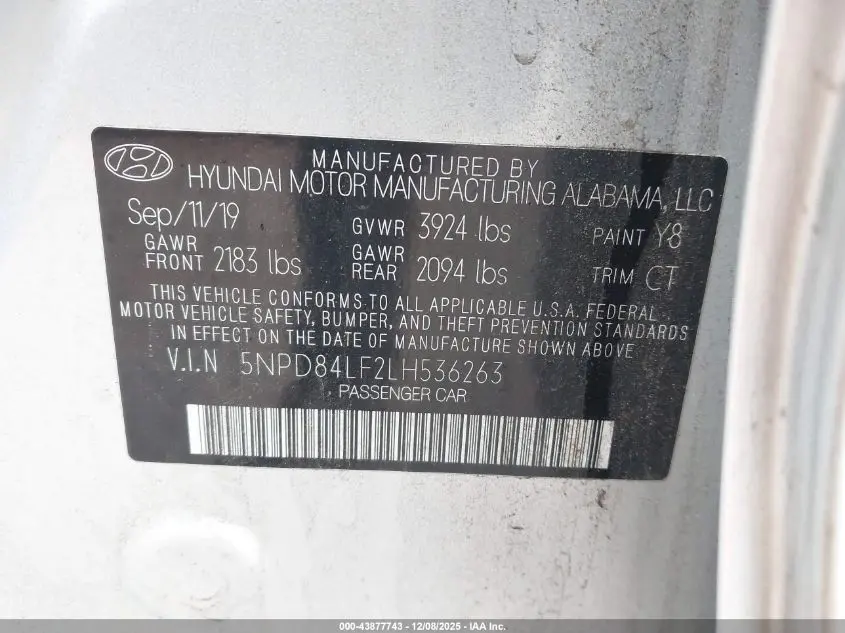 MANUFACTURED BY
HYUNDAI MOTOR MANUFACTURING ALABAMA, LLC
Sep/11/19 GVWR 3924 lbs PAINT Y8
GAWR FRONT 2183 lbs GAWR REAR 2094 lbs TRIM CT
THIS VEHICLE CONFORMS TO ALL APPLICABLE U.S.A. FEDERAL
MOTOR VEHICLE SAFETY, BUMPER, AND THEFT PREVENTION STANDARDS
IN EFFECT ON THE DATE OF MANUFACTURE SHOWN ABOVE
V.I.N 5NPD84LF2LH536263
PASSENGER CAR
000-43877743 - 12/08/2025 - IAA Inc.